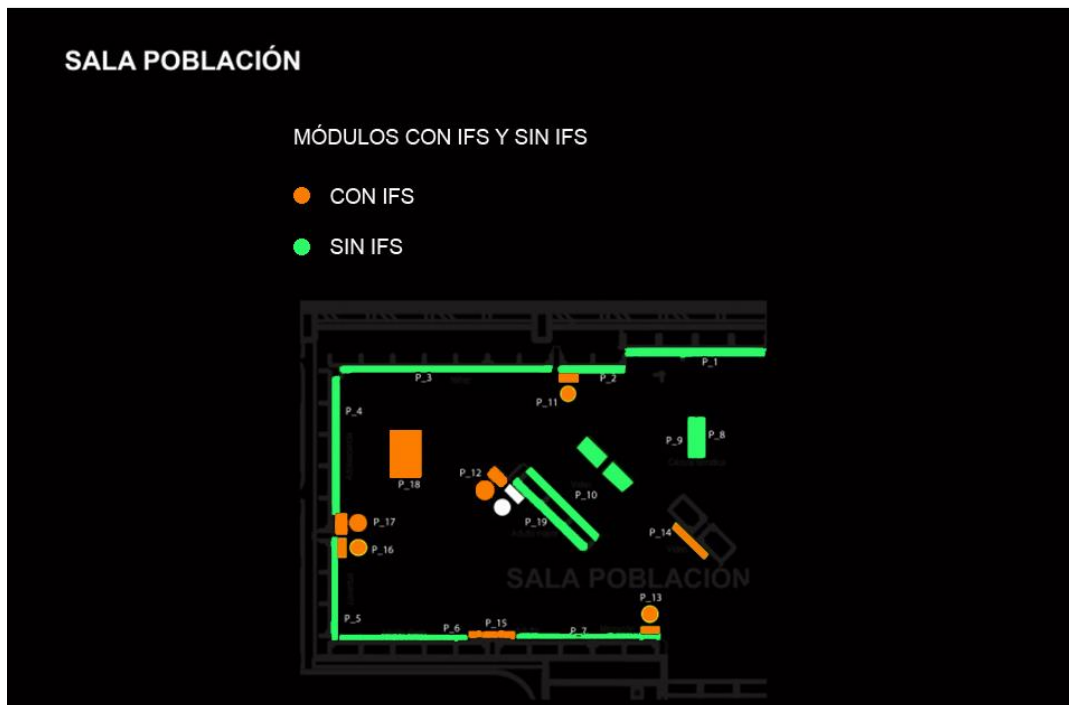 SALA POBLACIÓN
MÓDULOS CON IFS Y SIN IFS
CON IFS
SIN IFS
P_1
P_3
P_2
P_11
P_4
P_9
P_8
P_12
P_18
P_10
P_17
P_19
P_14
P_16
SALA POBLACIÓN
P_13
P_5
P_6
P_15
P_7